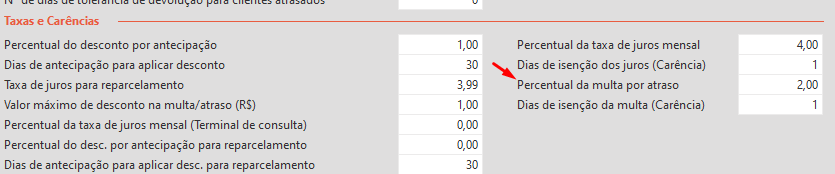 Nº de dias de tolerância de devolução para clientes atrasados 0
Taxas e Carências
Percentual do desconto por antecipação 1,00
Percentual da taxa de juros mensal 4,00
Dias de antecipação para aplicar desconto 30
Dias de isenção dos juros (Carência) 1
Taxa de juros para reparcelamento 3,99
Percentual da multa por atraso 2,00
Valor máximo de desconto na multa/atraso (R$) 1,00
Dias de isenção da multa (Carência) 1
Percentual da taxa de juros mensal (Terminal de consulta) 0,00
Percentual do desc. por antecipação para reparcelamento 0,00
Dias de antecipação para aplicar desc. para reparcelamento 30